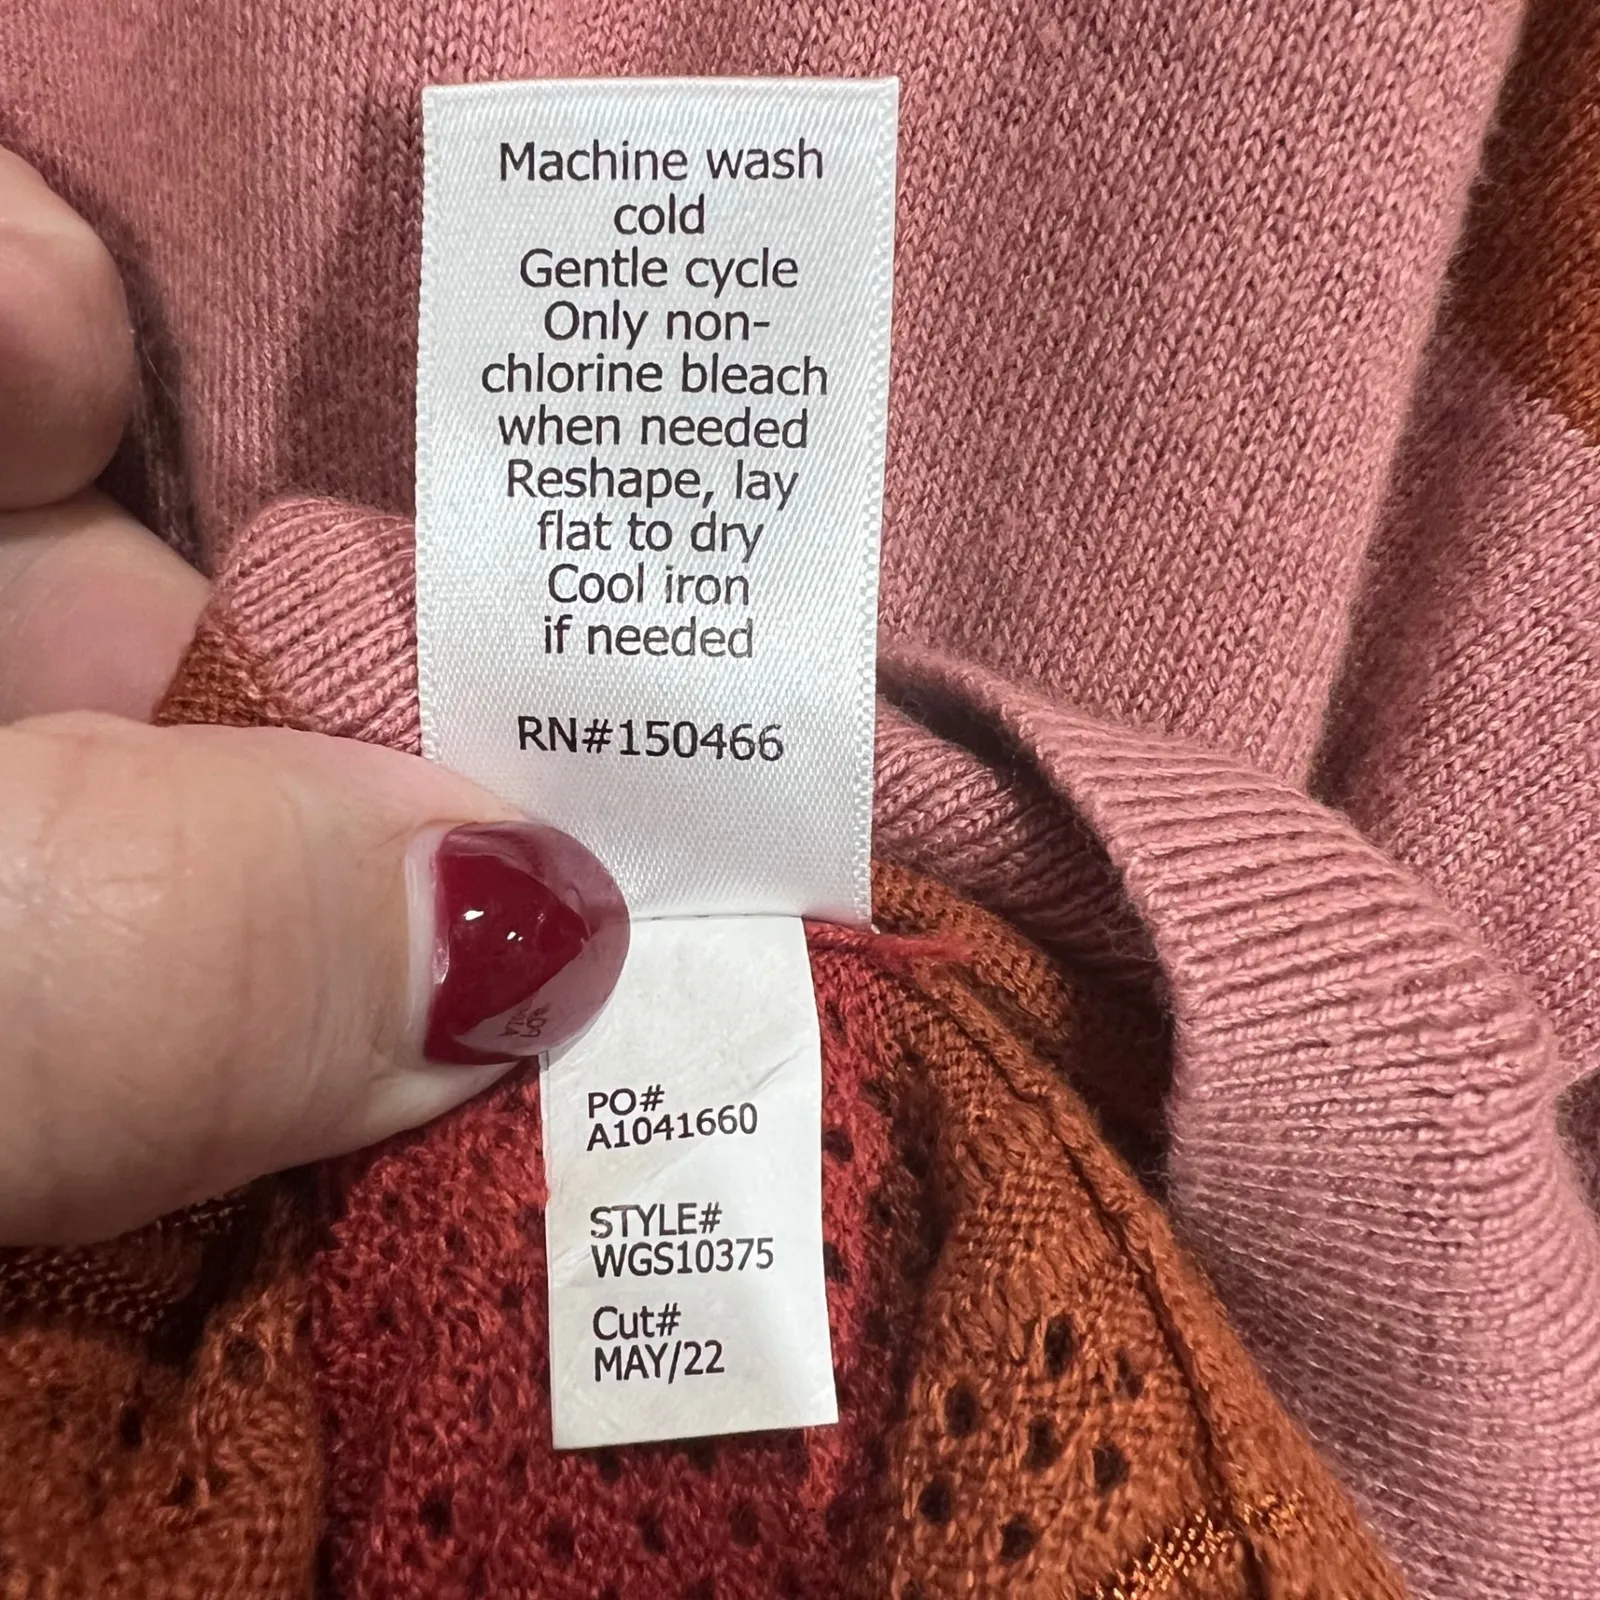 Machine wash
cold
Gentle cycle
Only non-
chlorine bleach
when needed
Reshape, lay
flat to dry
Cool iron
if needed
RN#150466
PO#
A1041660
STYLE#
WGS10375
Cut#
MAY/22